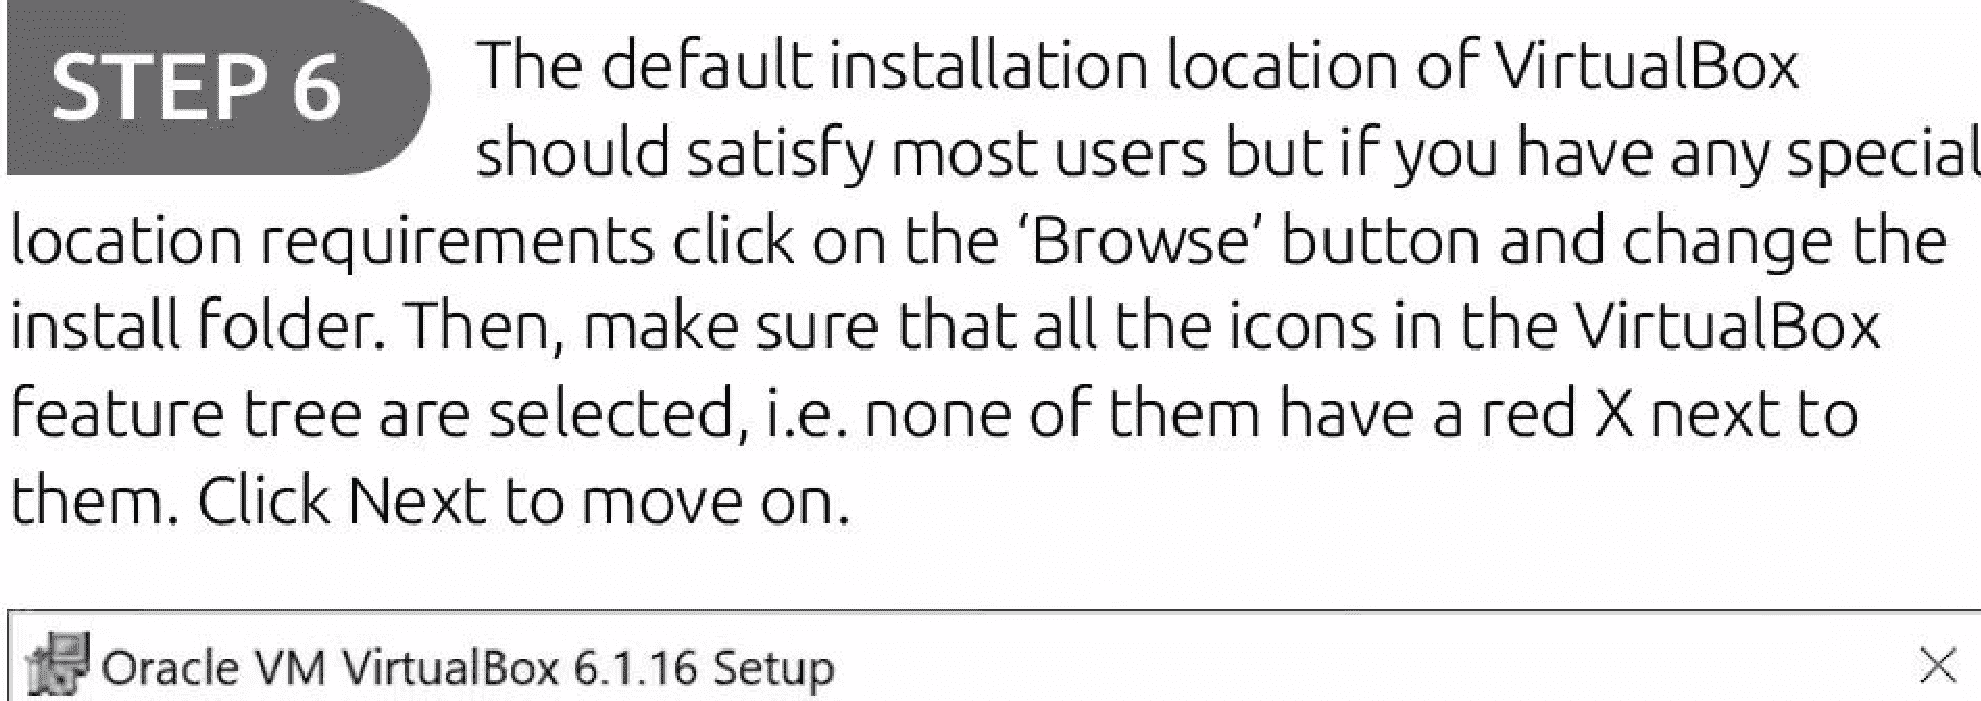 STEP 6
The default installation location of VirtualBox
should satisfy most users but if you have any special
location requirements click on the ‘Browse’ button and change the
install folder. Then, make sure that all the icons in the VirtualBox
feature tree are selected, i.e. none of them have a red X next to
them. Click Next to move on.
Oracle VM VirtualBox 6.1.16 Setup